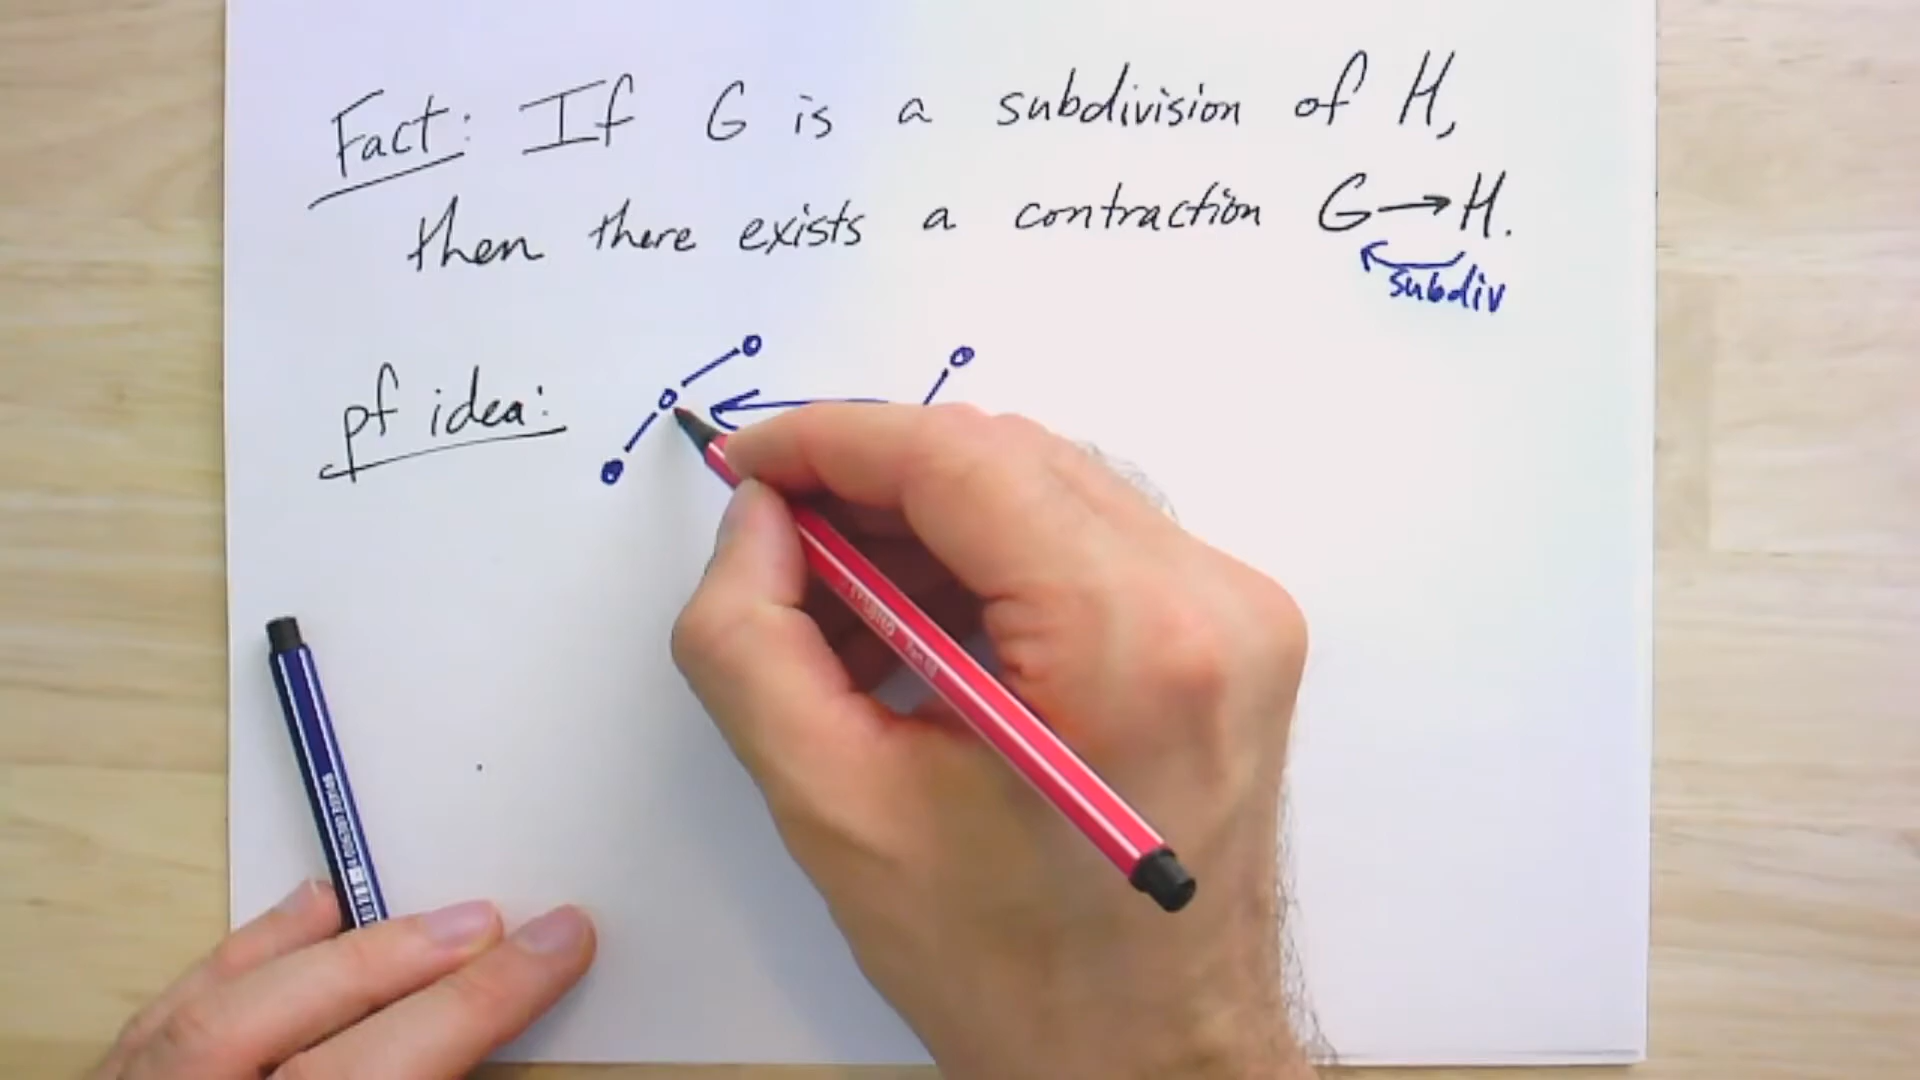 Fact: If G is a subdivision of H,
then there exists a contraction G→H.
subdiv
pf idea: